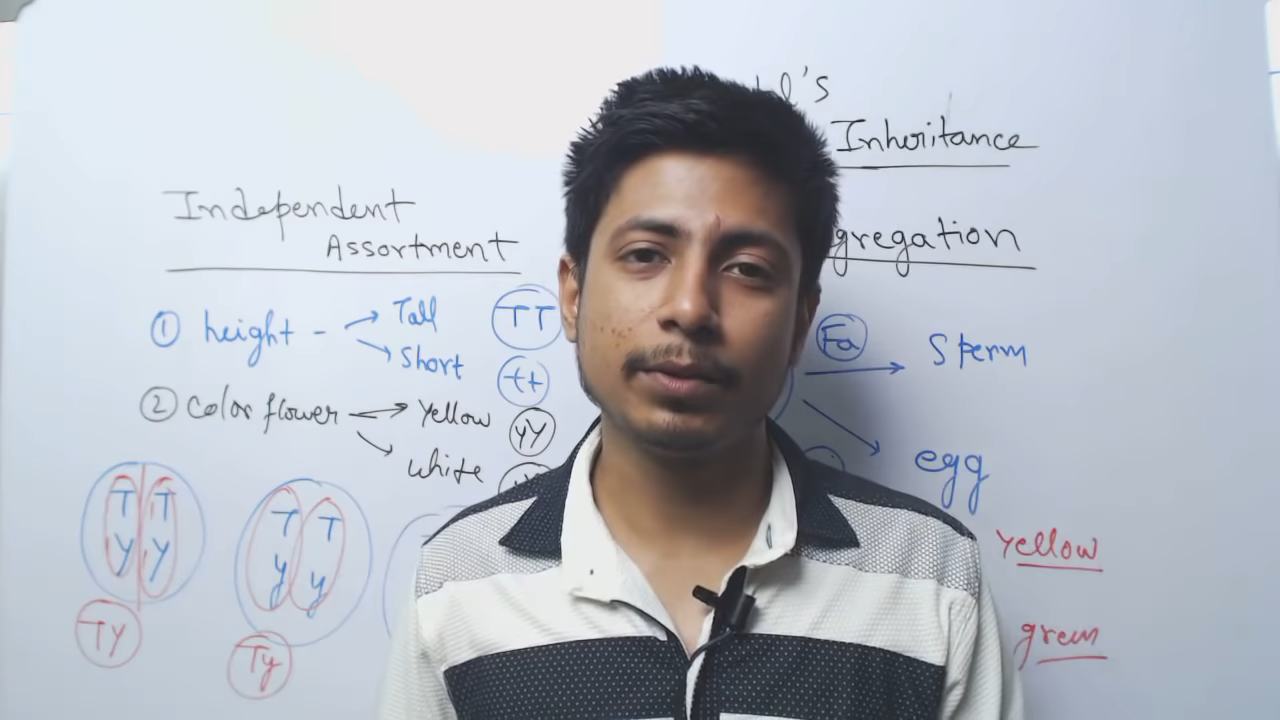 Inheritance
Independent
Assortment
gregation
① height - Tall
Short
TT
tt
② Color flower Yellow
White
yY
Fa
Sperm
egg
T T
Y Y
TY
T T
y y
Ty
Yellow
green